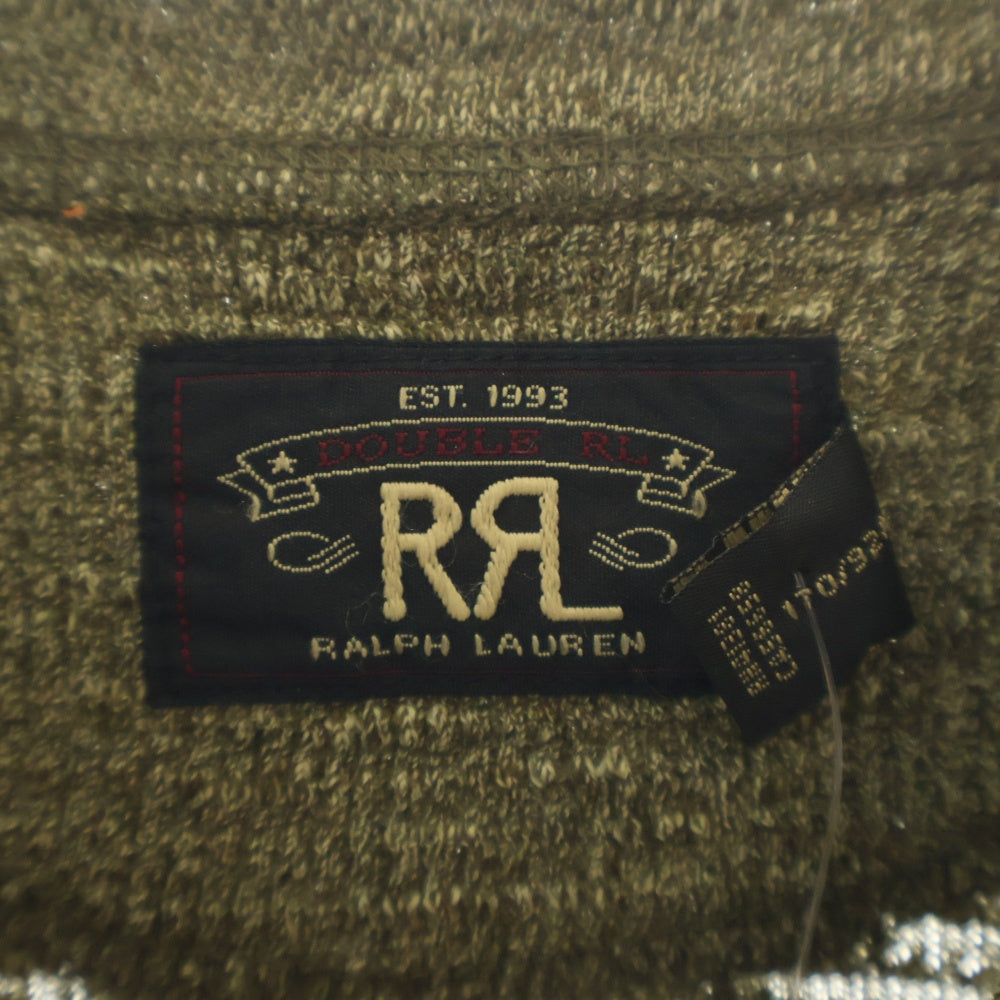 EST. 1993
DOUBLE RL
RRL
RALPH LAUREN